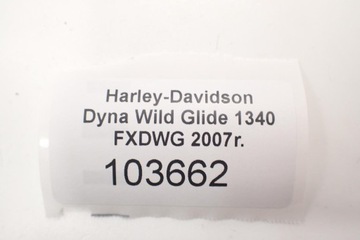 Harley-Davidson
Dyna Wild Glide 1340
FXDWG 2007r.
103662